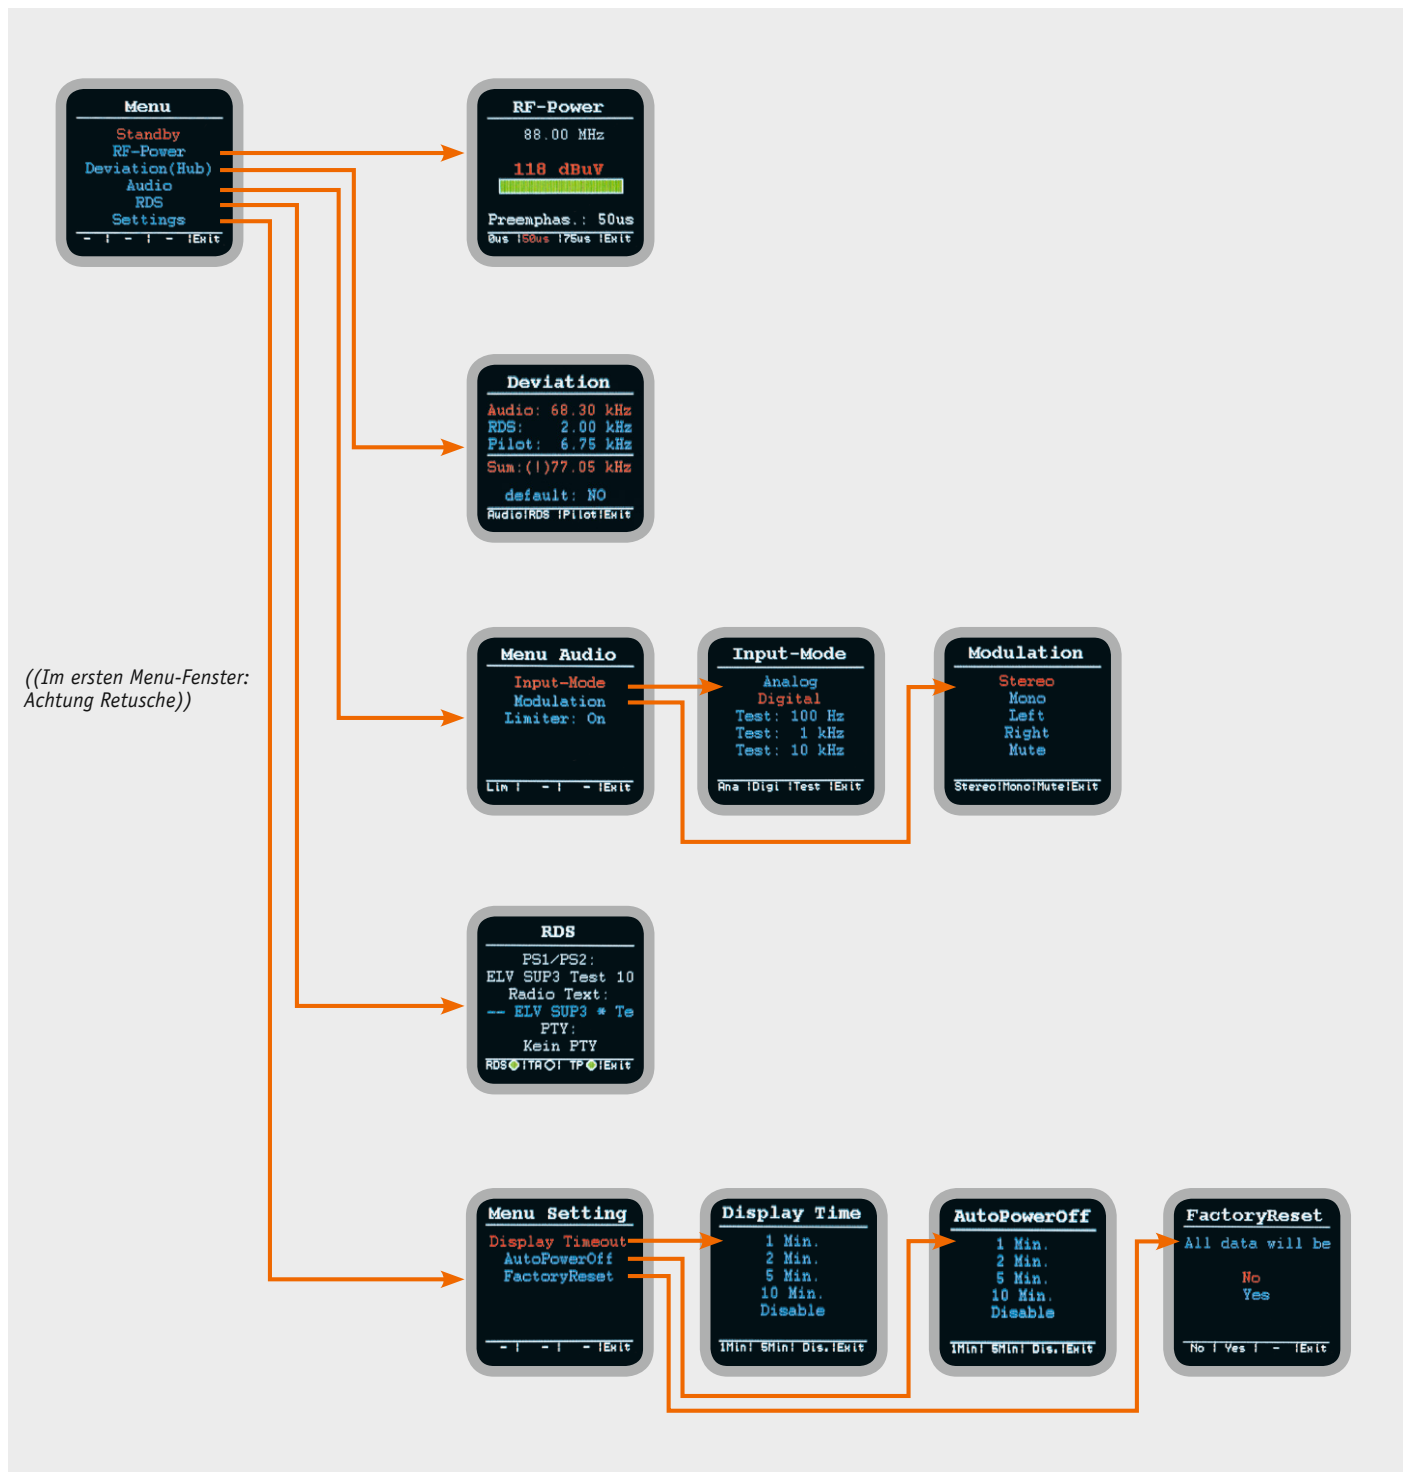 Menu
Standby
RF-Power
Deviation(Hub)
Audio
RDS
Settings
- | - | - |Exit
RF-Power
88.00 MHz
118 dBuV
Preemphas.: 50us
0us |50us |75us |Exit
Deviation
Audio: 68.30 kHz
RDS: 2.00 kHz
Pilot: 6.75 kHz
Sum:(!)77.05 kHz
default: NO
Audio|RDS |Pilot|Exit
((Im ersten Menu-Fenster:
Achtung Retusche))
Menu Audio
Input-Mode
Modulation
Limiter: On
Lim | - | - |Exit
Input-Mode
Analog
Digital
Test: 100 Hz
Test: 1 kHz
Test: 10 kHz
Ana |Digi |Test |Exit
Modulation
Stereo
Mono
Left
Right
Mute
Stereo|Mono|Mute|Exit
RDS
PS1/PS2:
ELV SUP3 Test 10
Radio Text:
-- ELV SUP3 * Te
PTY:
Kein PTY
RDS |TA | TP |Exit
Menu Setting
Display Timeout
AutoPowerOff
FactoryReset
- | - | - |Exit
Display Time
1 Min.
2 Min.
5 Min.
10 Min.
Disable
1Min| 5Min| Dis.|Exit
AutoPowerOff
1 Min.
2 Min.
5 Min.
10 Min.
Disable
1Min| 5Min| Dis.|Exit
FactoryReset
All data will be
No
Yes
No | Yes | - |Exit